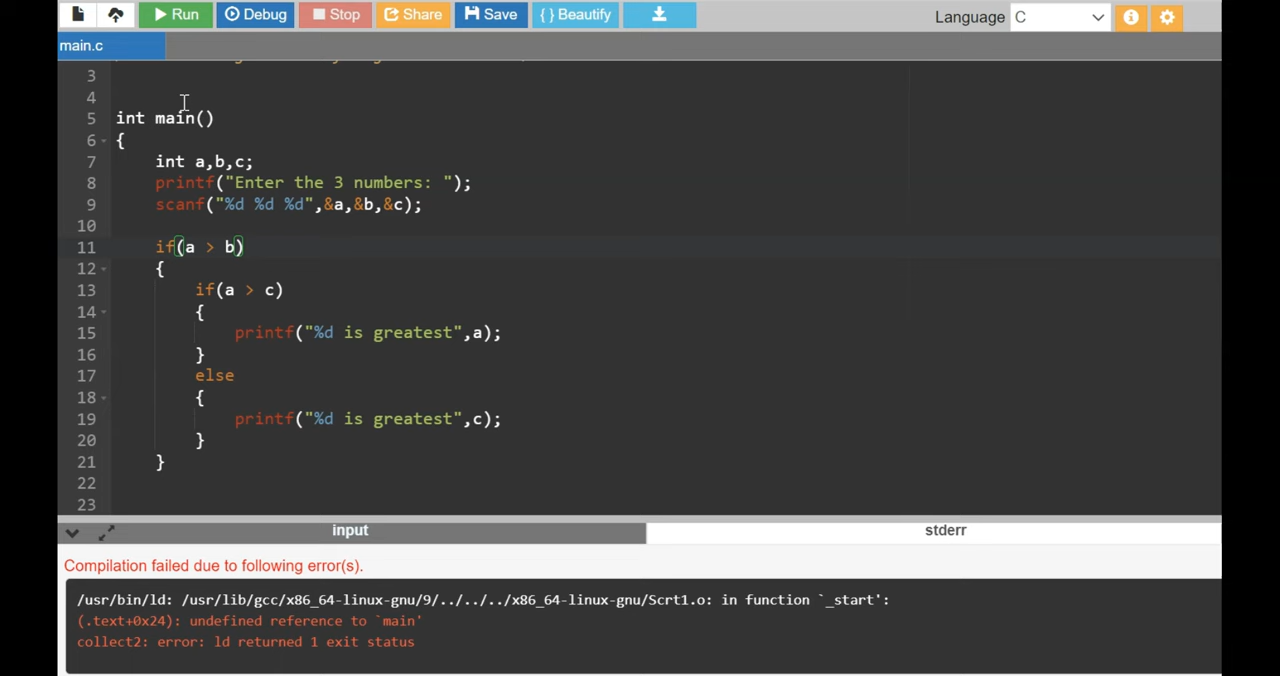 Run Debug Stop Share Save { } Beautify Language C
main.c
3
4
5 int main()
6 {
7 int a,b,c;
8 printf("Enter the 3 numbers: ");
9 scanf("%d %d %d",&a,&b,&c);
10
11 if(a > b)
12 {
13 if(a > c)
14 {
15 printf("%d is greatest",a);
16 }
17 else
18 {
19 printf("%d is greatest",c);
20 }
21 }
22
23
input stderr
Compilation failed due to following error(s).
/usr/bin/ld: /usr/lib/gcc/x86_64-linux-gnu/9/../../../x86_64-linux-gnu/Scrt1.o: in function `_start':
(.text+0x24): undefined reference to `main'
collect2: error: ld returned 1 exit status